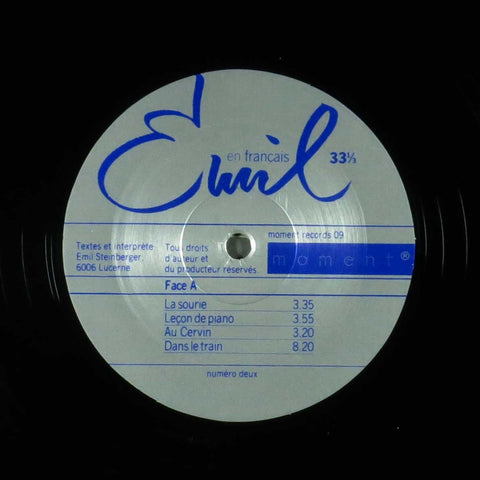 Emil
en français 33⅓
moment records 09
moment®
Textes et interprète
Emil Steinberger,
6006 Lucerne
Tous droits
d'auteur et
du producteur réservés.
Face A
La sourie 3.35
Leçon de piano 3.55
Au Cervin 3.20
Dans le train 8.20
numéro deux